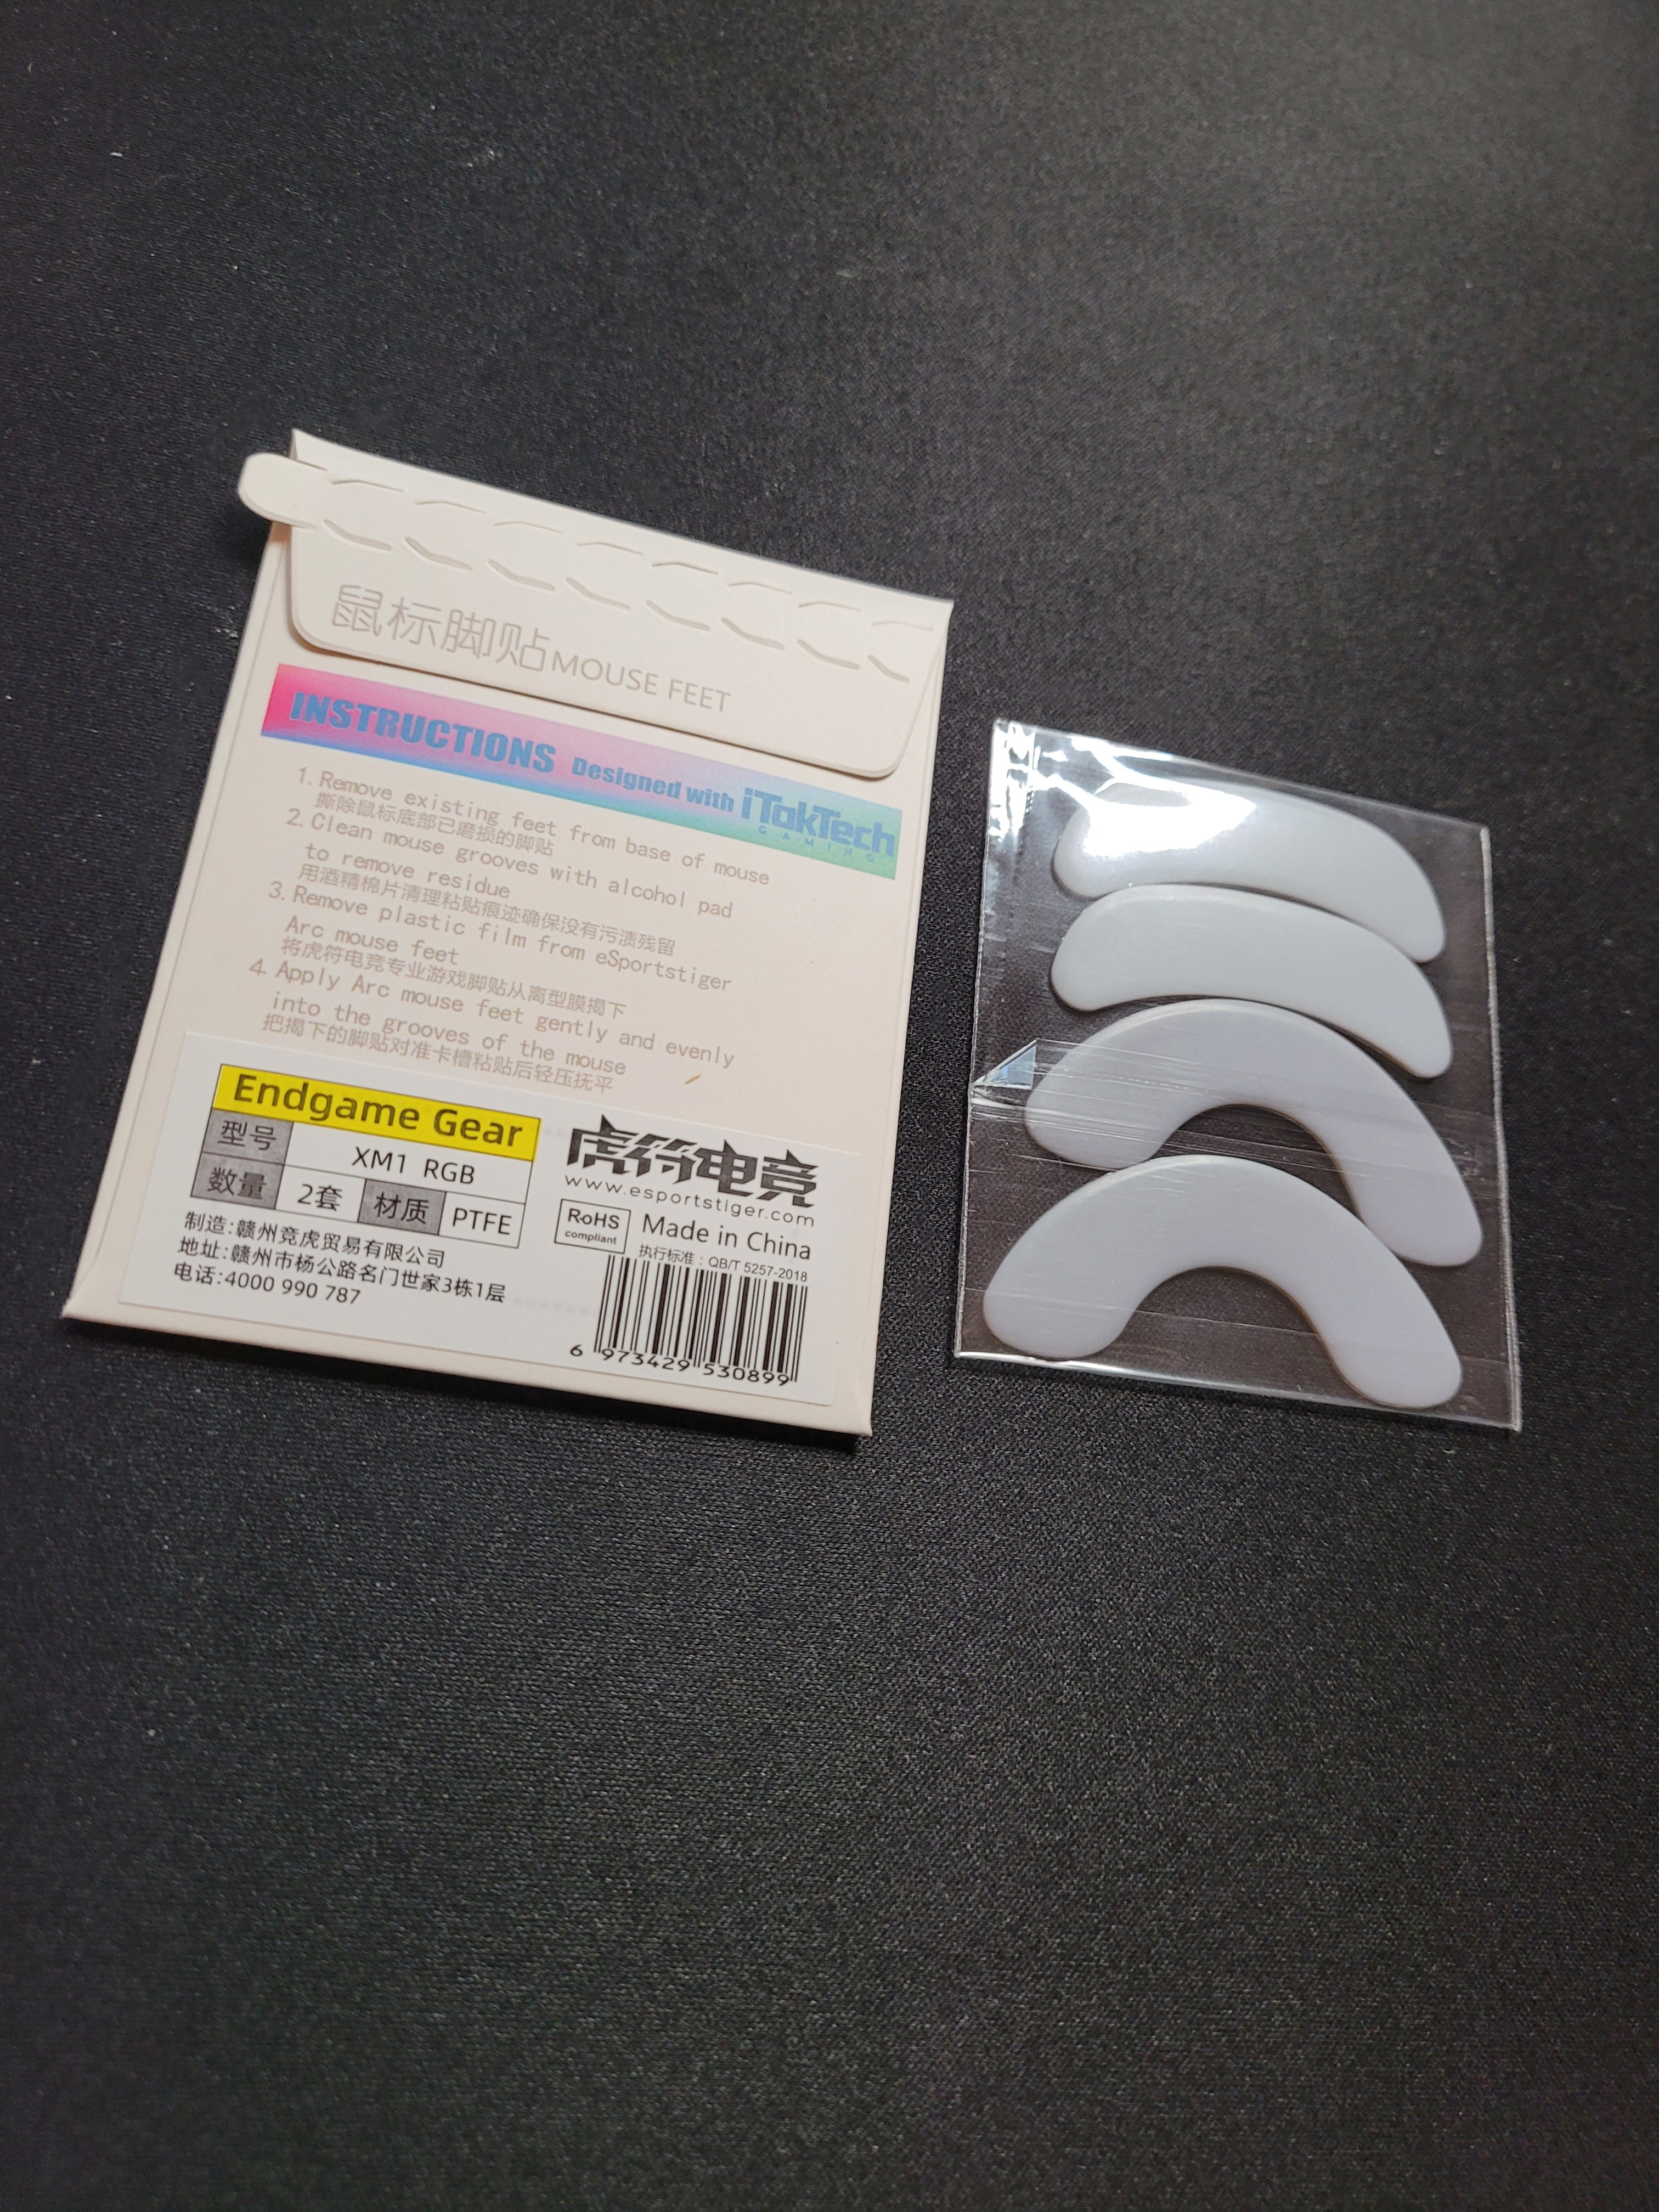 鼠标脚贴MOUSE FEET
INSTRUCTIONS Designed with iTakTech
GAMING
1. Remove existing feet from base of mouse
撕除鼠标底部已磨损的脚贴
2. Clean mouse grooves with alcohol pad
to remove residue
用酒精棉片清理粘贴痕迹确保没有污渍残留
3. Remove plastic film from eSportstiger
Arc mouse feet
将虎符电竞专业游戏脚贴从离型膜揭下
4. Apply Arc mouse feet gently and evenly
into the grooves of the mouse
把揭下的脚贴对准卡槽粘贴后轻压抚平
Endgame Gear
型号 XM1 RGB
数量 2套 材质 PTFE
制造:赣州竞虎贸易有限公司
地址:赣州市杨公路名门世家3栋1层
电话:4000 990 787
虎符电竞
www.esportstiger.com
RoHS
compliant
Made in China
执行标准:QB/T 5257-2018
6 973429 530899